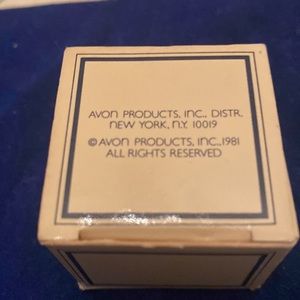 AVON PRODUCTS, INC., DISTR.
NEW YORK, N.Y. 10019
© AVON PRODUCTS, INC., 1981
ALL RIGHTS RESERVED